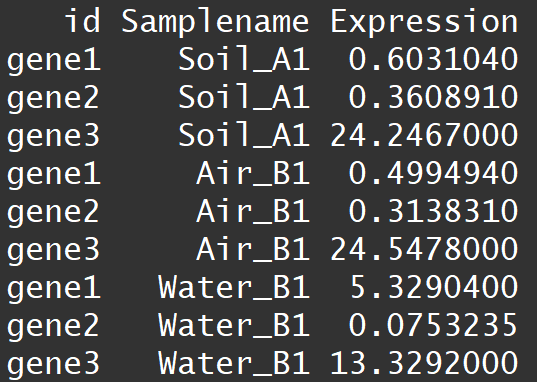 id Samplename Expression
gene1 Soil_A1 0.6031040
gene2 Soil_A1 0.3608910
gene3 Soil_A1 24.2467000
gene1 Air_B1 0.4994940
gene2 Air_B1 0.3138310
gene3 Air_B1 24.5478000
gene1 Water_B1 5.3290400
gene2 Water_B1 0.0753235
gene3 Water_B1 13.3292000